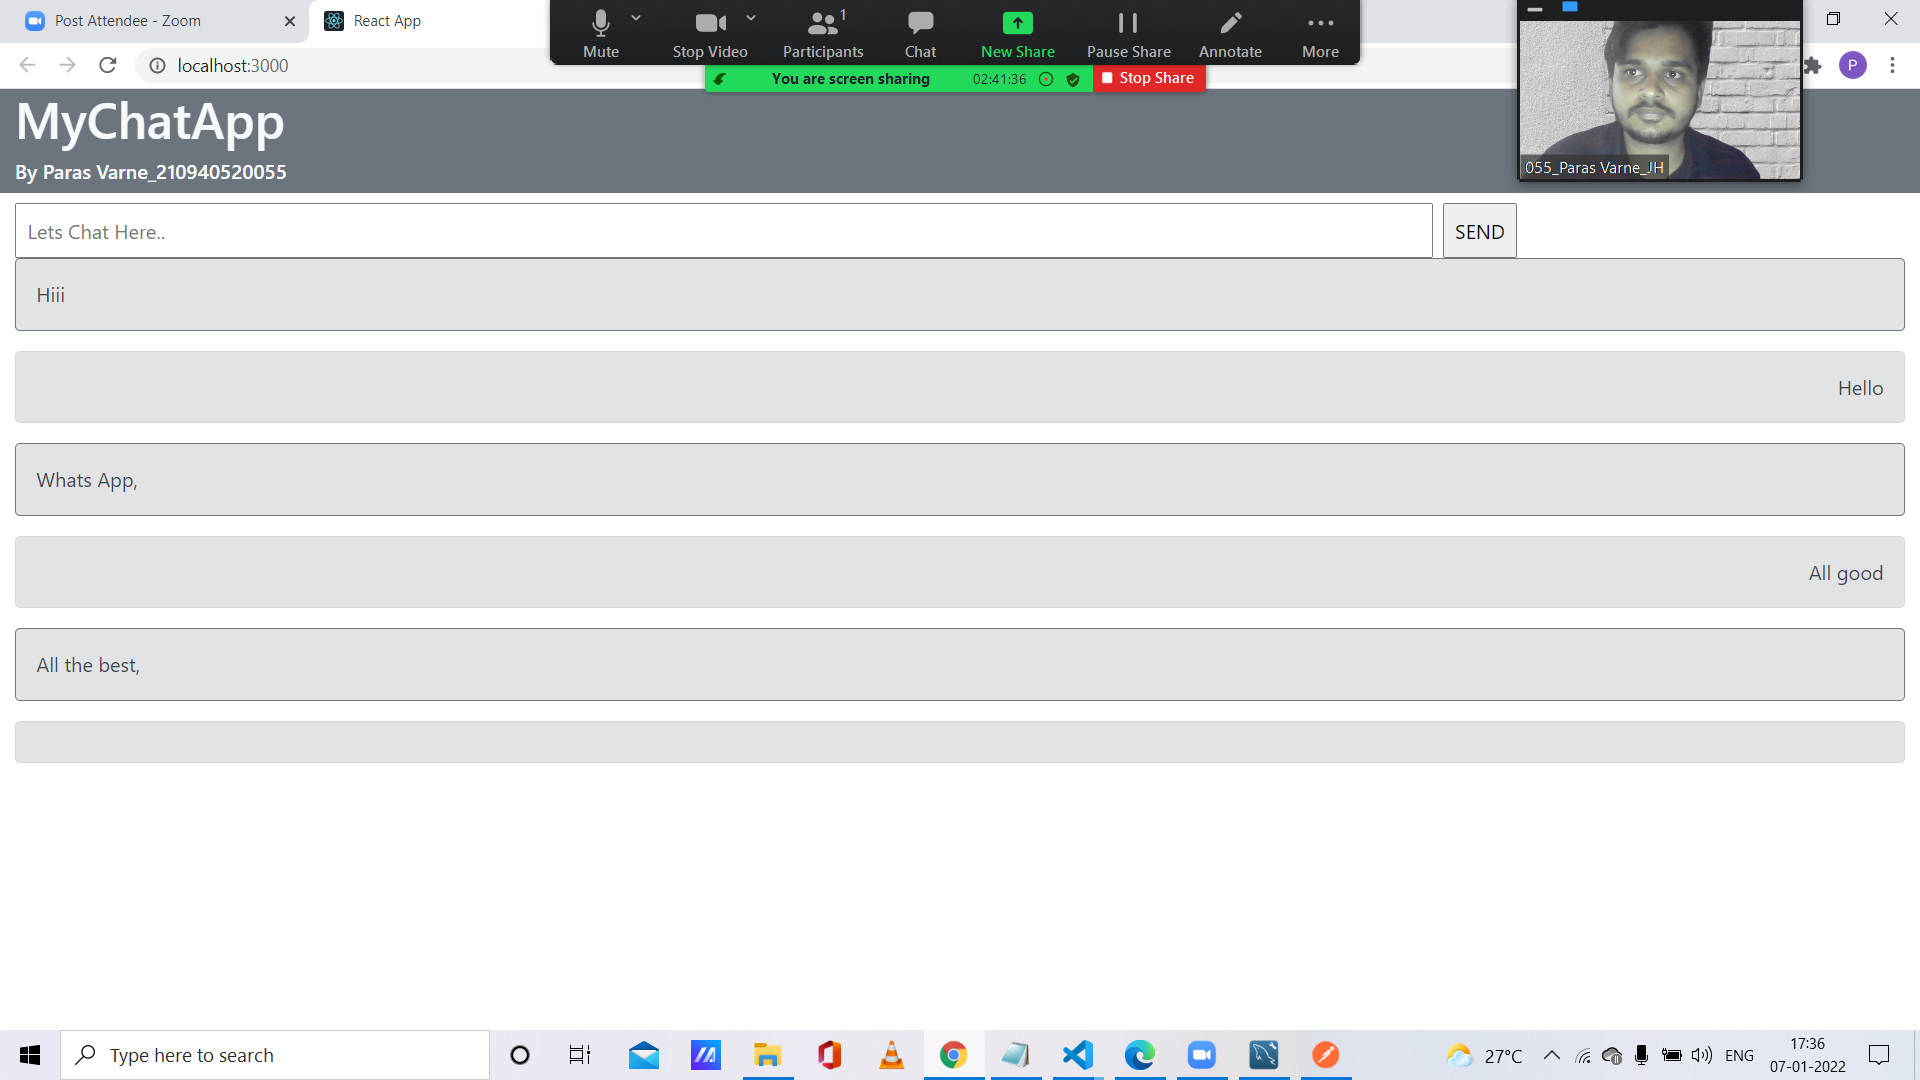 Post Attendee - Zoom
React App
Mute
Stop Video
1
Participants
Chat
New Share
Pause Share
Annotate
More
localhost:3000
P
You are screen sharing
02:41:36
Stop Share
MyChatApp
By Paras Varne_210940520055
055_Paras Varne_JH
Lets Chat Here..
SEND
Hiii
Hello
Whats App,
All good
All the best,
Type here to search
27°C
ENG
17:36
07-01-2022